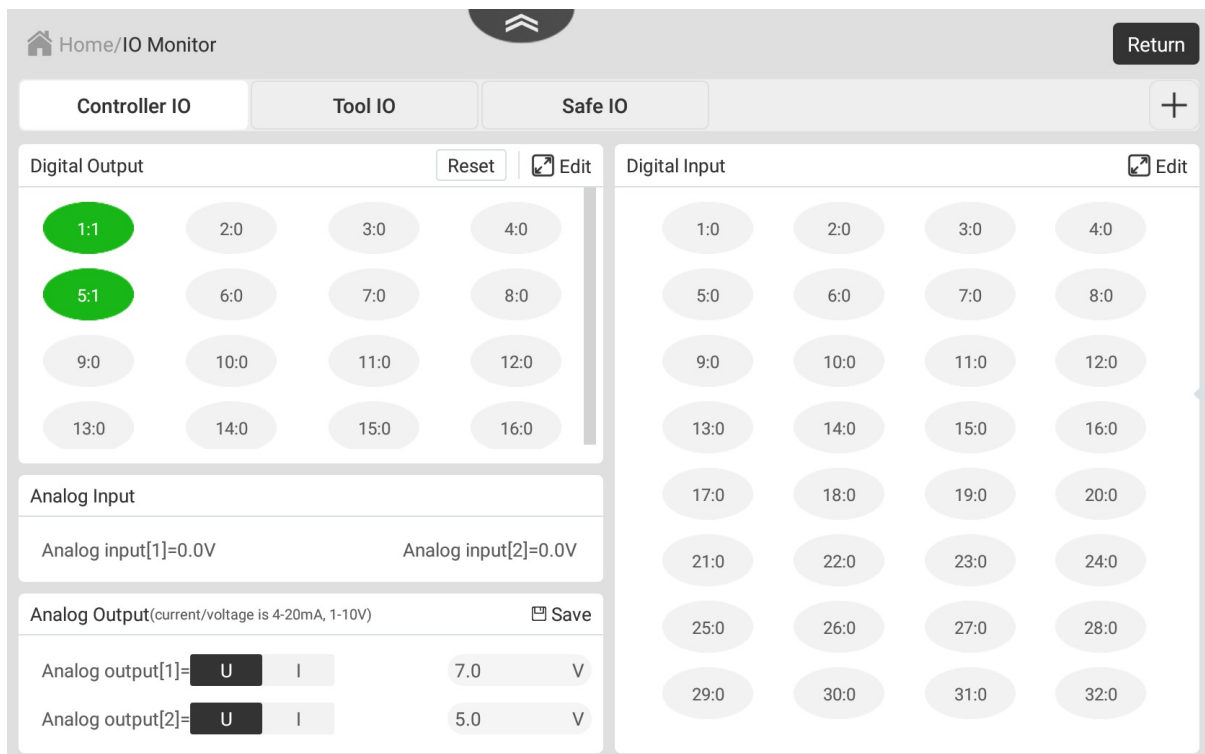 Home/IO Monitor
Return
Controller IO Tool IO Safe IO
Digital Output Reset Edit
1:1 2:0 3:0 4:0
5:1 6:0 7:0 8:0
9:0 10:0 11:0 12:0
13:0 14:0 15:0 16:0
Analog Input
Analog input[1]=0.0V Analog input[2]=0.0V
Analog Output(current/voltage is 4-20mA, 1-10V) Save
Analog output[1]= U I 7.0 V
Analog output[2]= U I 5.0 V
Digital Input Edit
1:0 2:0 3:0 4:0
5:0 6:0 7:0 8:0
9:0 10:0 11:0 12:0
13:0 14:0 15:0 16:0
17:0 18:0 19:0 20:0
21:0 22:0 23:0 24:0
25:0 26:0 27:0 28:0
29:0 30:0 31:0 32:0